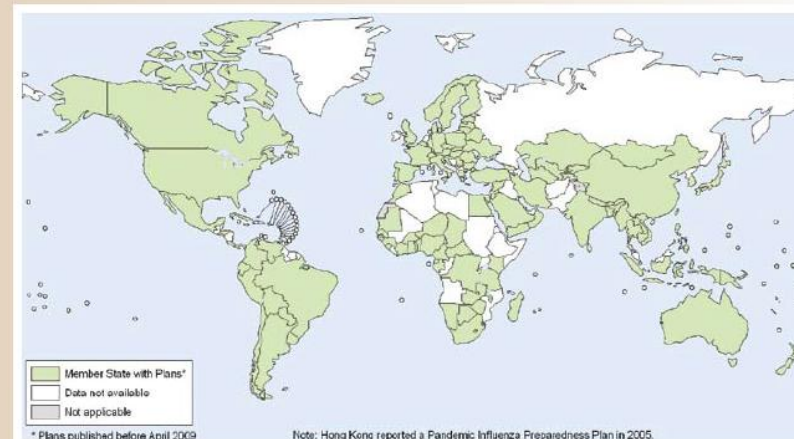 Member State with Plans*
Data not available
Not applicable
* Plans published before April 2009
Note: Hong Kong reported a Pandemic Influenza Preparedness Plan in 2005.